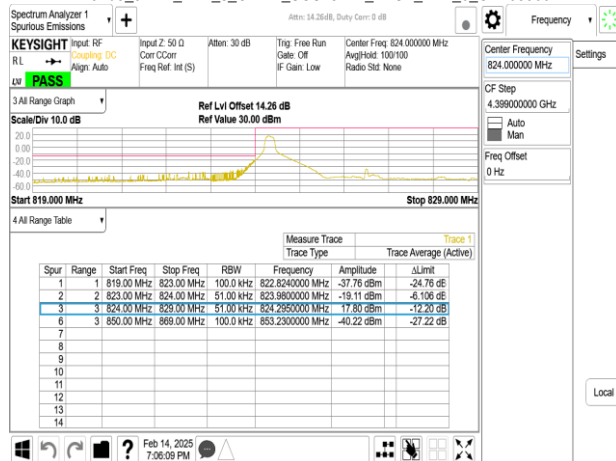 Spectrum Analyzer 1
Spurious Emissions
Attn: 14.26dB, Duty Corr: 0 dB
Frequency
KEYSIGHT
RL
PASS
Input: RF
Coupling: DC
Align: Auto
Input Z: 50 Ω
Corr CCorr
Freq Ref: Int (S)
Atten: 30 dB
Trig: Free Run
Gate: Off
IF Gain: Low
Center Freq: 824.000000 MHz
Avg|Hold: 100/100
Radio Std: None
Center Frequency
824.000000 MHz
Settings
CF Step
4.399000000 GHz
Auto
Man
Freq Offset
0 Hz
Local
3 All Range Graph
Scale/Div 10.0 dB
Ref Lvl Offset 14.26 dB
Ref Value 30.00 dBm
20.0
0.00
-20.0
-40.0
-60.0
Start 819.000 MHz
Stop 829.000 MHz
4 All Range Table
Measure Trace Trace 1
Trace Type Trace Average (Active)
Spur Range Start Freq Stop Freq RBW Frequency Amplitude ΔLimit
1 1 819.00 MHz 823.00 MHz 100.0 kHz 822.8240000 MHz -37.76 dBm -24.76 dB
2 2 823.00 MHz 824.00 MHz 51.00 kHz 823.9800000 MHz -19.11 dBm -6.106 dB
3 3 824.00 MHz 829.00 MHz 51.00 kHz 824.2950000 MHz 17.80 dBm -12.20 dB
6 3 850.00 MHz 869.00 MHz 100.0 kHz 853.2300000 MHz -40.22 dBm -27.22 dB
7
8
9
10
11
12
13
14
Feb 14, 2025
7:06:09 PM